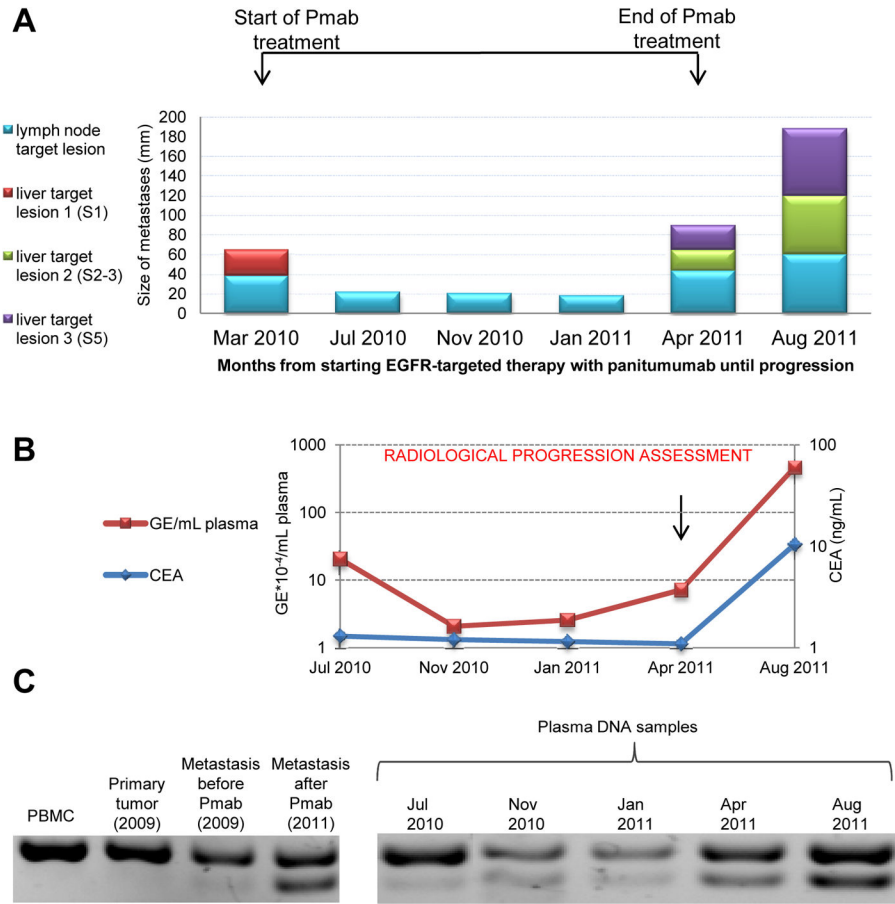 A
Start of Pmab
treatment
End of Pmab
treatment
lymph node
target lesion
liver target
lesion 1 (S1)
liver target
lesion 2 (S2-3)
liver target
lesion 3 (S5)
Size of metastases (mm)
200
180
160
140
120
100
80
60
40
20
0
Mar 2010 Jul 2010 Nov 2010 Jan 2011 Apr 2011 Aug 2011
Months from starting EGFR-targeted therapy with panitumumab until progression
B
GE/mL plasma
CEA
GE*10⁻⁴/mL plasma
1000
100
10
1
RADIOLOGICAL PROGRESSION ASSESSMENT
100
10
1
CEA (ng/mL)
Jul 2010 Nov 2010 Jan 2011 Apr 2011 Aug 2011
C
PBMC
Primary
tumor
(2009)
Metastasis
before
Pmab
(2009)
Metastasis
after
Pmab
(2011)
Plasma DNA samples
Jul
2010
Nov
2010
Jan
2011
Apr
2011
Aug
2011